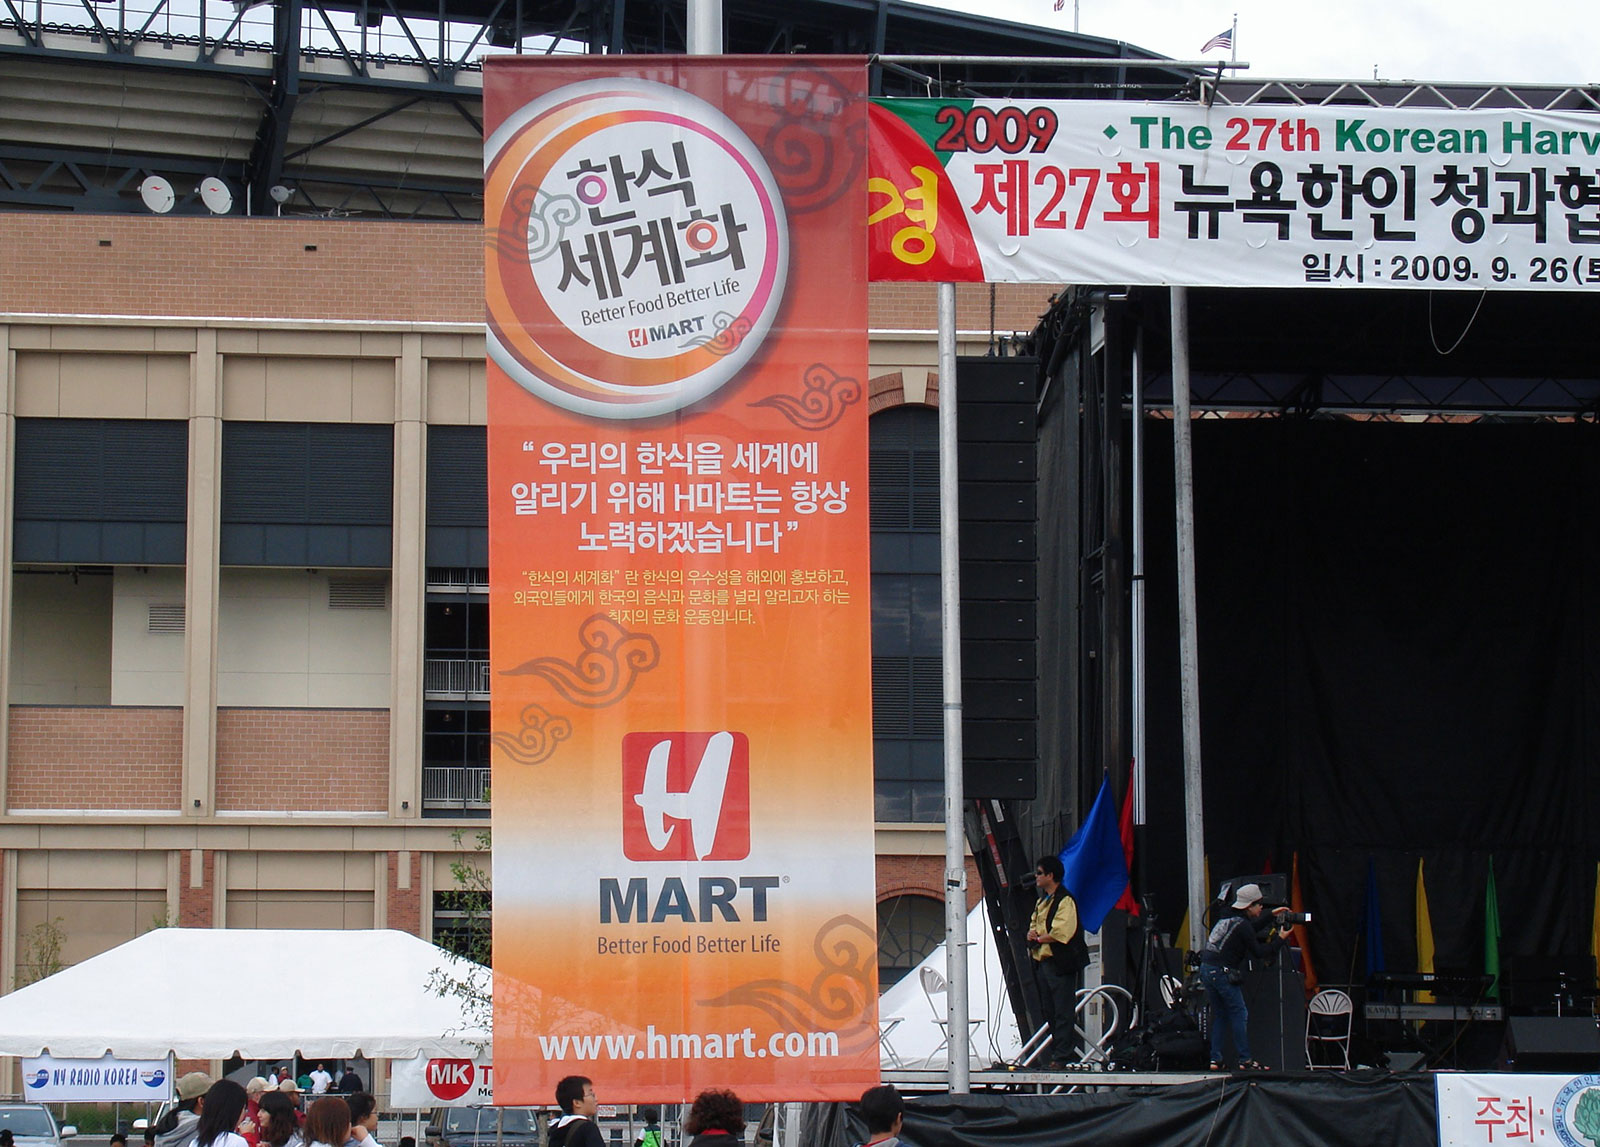 한식
세계화
Better Food Better Life
H MART
“우리의 한식을 세계에
알리기 위해 H마트는 항상
노력하겠습니다”
“한식의 세계화” 란 한식의 우수성을 해외에 홍보하고,
외국인들에게 한국의 음식과 문화를 널리 알리고자 하는
취지의 문화 운동입니다.
H
MART®
Better Food Better Life
www.hmart.com
2009
경
• The 27th Korean Harv
제27회 뉴욕한인 청과협
일시 : 2009. 9. 26(토
NY RADIO KOREA
MK T
KAWAI
주최: